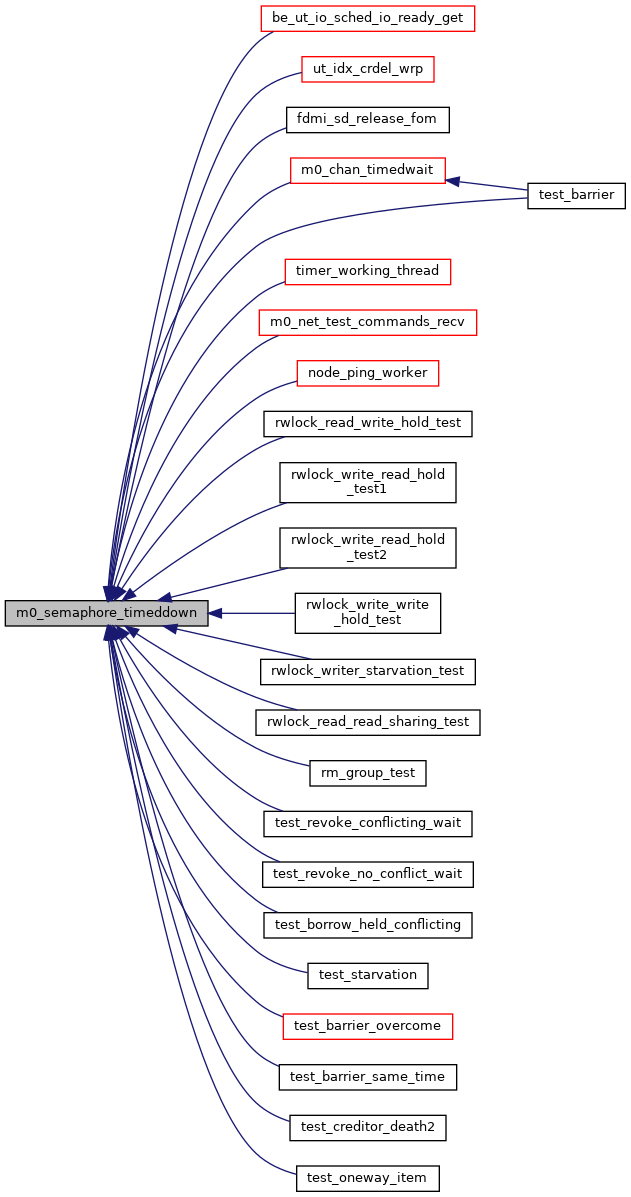 be_ut_io_sched_io_ready_get
ut_idx_crdel_wrp
fdmi_sd_release_fom
m0_chan_timedwait
test_barrier
timer_working_thread
m0_net_test_commands_recv
node_ping_worker
rwlock_read_write_hold_test
rwlock_write_read_hold
_test1
rwlock_write_read_hold
_test2
m0_semaphore_timeddown
rwlock_write_write
_hold_test
rwlock_writer_starvation_test
rwlock_read_read_sharing_test
rm_group_test
test_revoke_conflicting_wait
test_revoke_no_conflict_wait
test_borrow_held_conflicting
test_starvation
test_barrier_overcome
test_barrier_same_time
test_creditor_death2
test_oneway_item